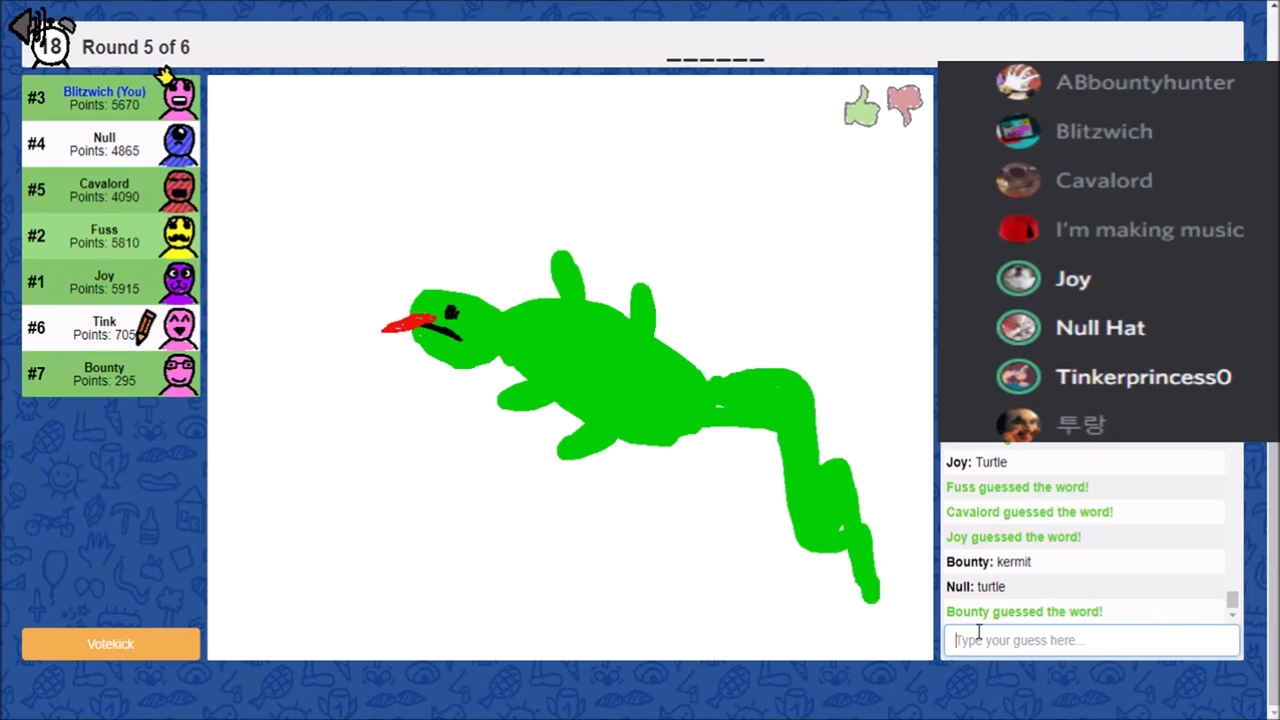 18
Round 5 of 6
______
#3 Blitzwich (You)
Points: 5670
#4 Null
Points: 4865
#5 Cavalord
Points: 4090
#2 Fuss
Points: 5810
#1 Joy
Points: 5915
#6 Tink
Points: 705
#7 Bounty
Points: 295
Votekick
ABbountyhunter
Blitzwich
Cavalord
I'm making music
Joy
Null Hat
Tinkerprincess0
투랑
Joy: Turtle
Fuss guessed the word!
Cavalord guessed the word!
Joy guessed the word!
Bounty: kermit
Null: turtle
Bounty guessed the word!
Type your guess here...